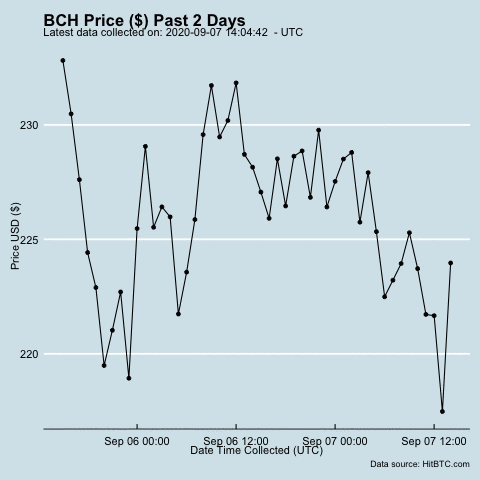 BCH Price ($) Past 2 Days
Latest data collected on: 2020-09-07 14:04:42 - UTC
230
225
220
Price USD ($)
Sep 06 00:00 Sep 06 12:00 Sep 07 00:00 Sep 07 12:00
Date Time Collected (UTC)
Data source: HitBTC.com